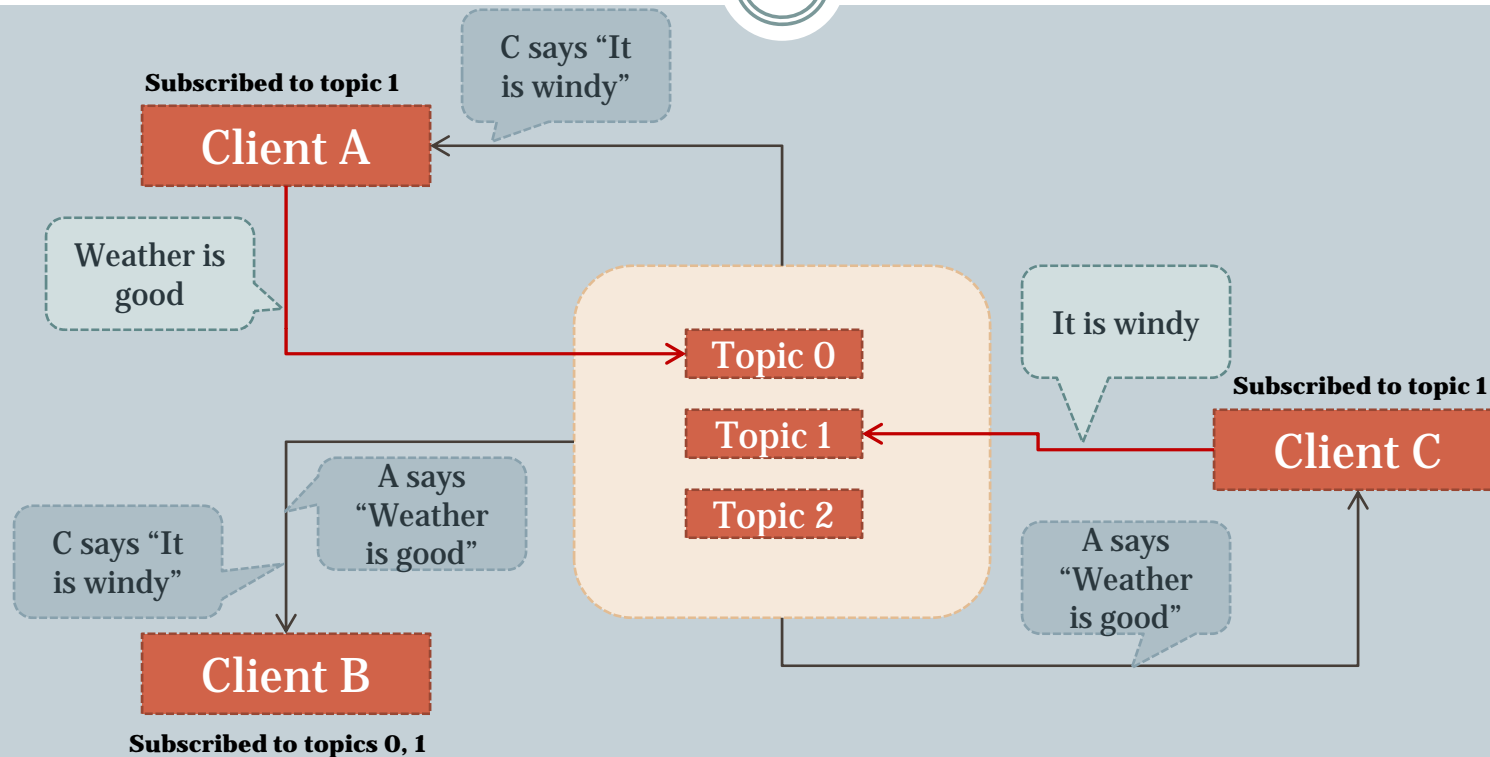 C says “It
is windy”
Subscribed to topic 1
Client A
Weather is
good
It is windy
Topic 0
Subscribed to topic 1
Topic 1
Client C
A says
“Weather
is good”
Topic 2
C says “It
is windy”
A says
“Weather
is good”
Client B
Subscribed to topics 0, 1